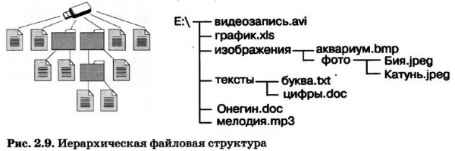 E:\ видеозапись.avi
график.xls
изображения аквариум.bmp
фото Бия.jpeg
Катунь.jpeg
тексты буква.txt
цифры.doc
Онегин.doc
мелодия.mp3
Рис. 2.9. Иерархическая файловая структура